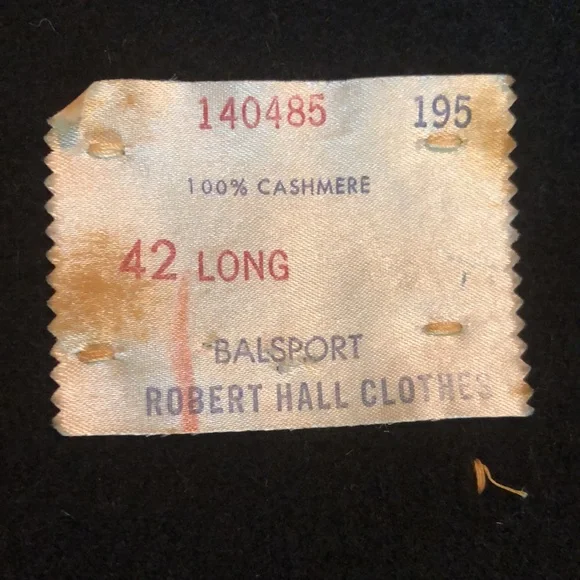 140485 195
100% CASHMERE
42 LONG
BALSPORT
ROBERT HALL CLOTHES